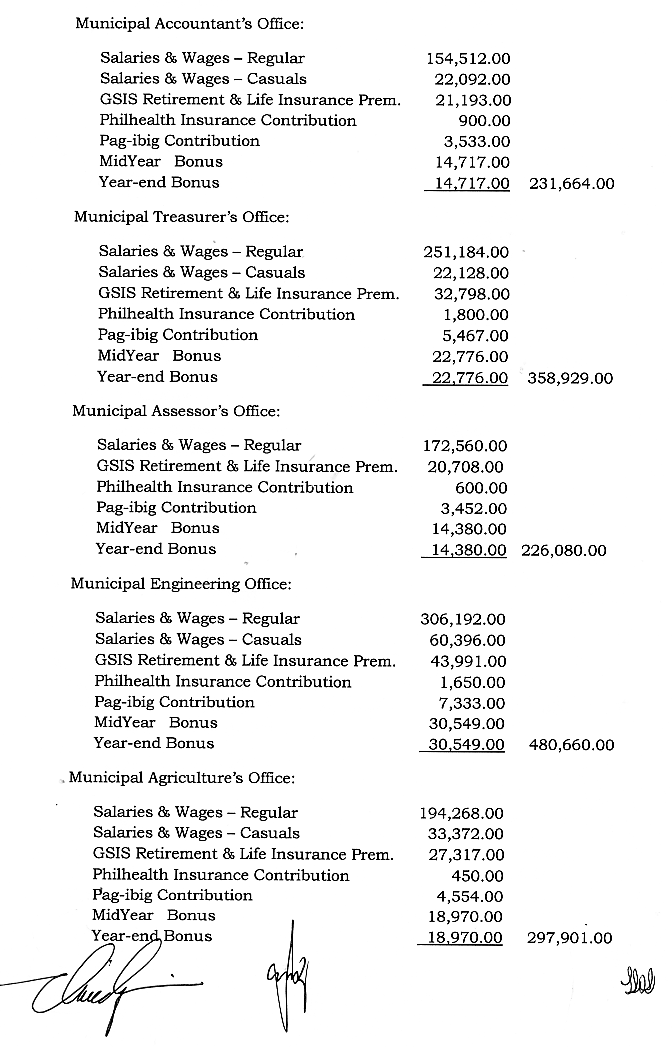 Municipal Accountant's Office:
Salaries & Wages – Regular 154,512.00
Salaries & Wages – Casuals 22,092.00
GSIS Retirement & Life Insurance Prem. 21,193.00
Philhealth Insurance Contribution 900.00
Pag-ibig Contribution 3,533.00
MidYear Bonus 14,717.00
Year-end Bonus 14,717.00 231,664.00
Municipal Treasurer's Office:
Salaries & Wages – Regular 251,184.00
Salaries & Wages – Casuals 22,128.00
GSIS Retirement & Life Insurance Prem. 32,798.00
Philhealth Insurance Contribution 1,800.00
Pag-ibig Contribution 5,467.00
MidYear Bonus 22,776.00
Year-end Bonus 22,776.00 358,929.00
Municipal Assessor's Office:
Salaries & Wages – Regular 172,560.00
GSIS Retirement & Life Insurance Prem. 20,708.00
Philhealth Insurance Contribution 600.00
Pag-ibig Contribution 3,452.00
MidYear Bonus 14,380.00
Year-end Bonus 14,380.00 226,080.00
Municipal Engineering Office:
Salaries & Wages – Regular 306,192.00
Salaries & Wages – Casuals 60,396.00
GSIS Retirement & Life Insurance Prem. 43,991.00
Philhealth Insurance Contribution 1,650.00
Pag-ibig Contribution 7,333.00
MidYear Bonus 30,549.00
Year-end Bonus 30,549.00 480,660.00
Municipal Agriculture's Office:
Salaries & Wages – Regular 194,268.00
Salaries & Wages – Casuals 33,372.00
GSIS Retirement & Life Insurance Prem. 27,317.00
Philhealth Insurance Contribution 450.00
Pag-ibig Contribution 4,554.00
MidYear Bonus 18,970.00
Year-end Bonus 18,970.00 297,901.00